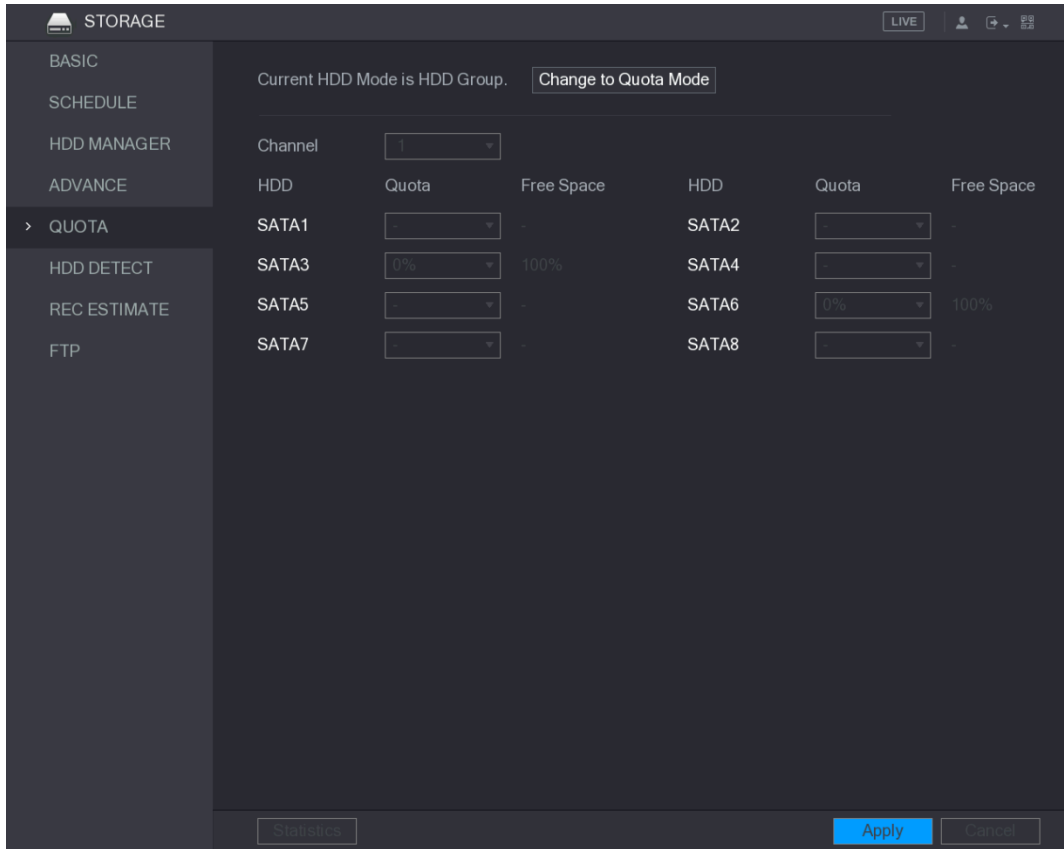 STORAGE LIVE
BASIC
SCHEDULE
HDD MANAGER
ADVANCE
QUOTA
HDD DETECT
REC ESTIMATE
FTP
Current HDD Mode is HDD Group. Change to Quota Mode
Channel 1
HDD Quota Free Space HDD Quota Free Space
SATA1 - - SATA2 - -
SATA3 0% 100% SATA4 - -
SATA5 - - SATA6 0% 100%
SATA7 - - SATA8 - -
Statistics Apply Cancel